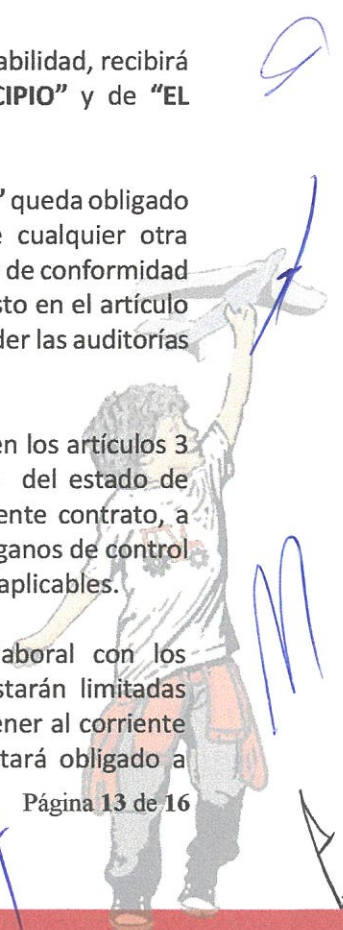 abilidad, recibirá
CIPIO” y de “EL
” queda obligado
e cualquier otra
r de conformidad
sto en el artículo
der las auditorías
en los artículos 3
del estado de
ente contrato, a
ganos de control
aplicables.
aboral con los
starán limitadas
ener al corriente
tará obligado a
Página 13 de 16